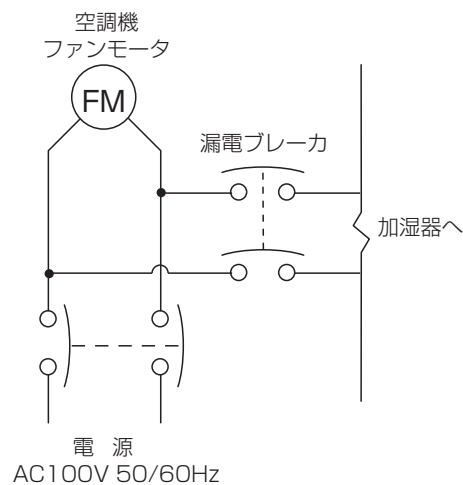 空調機
ファンモータ
FM
漏電ブレーカ
加湿器へ
電 源
AC100V 50/60Hz